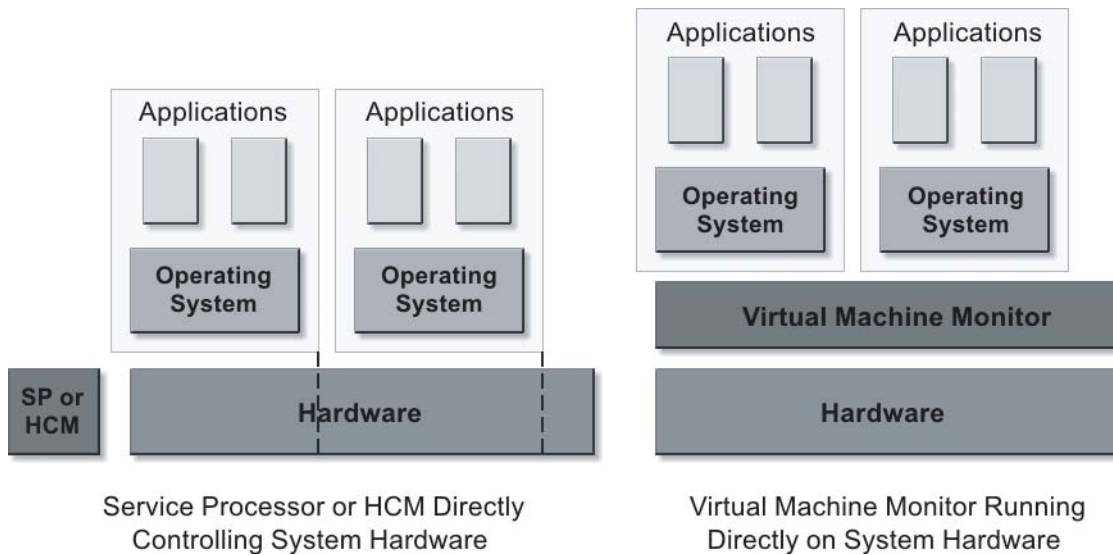 Applications
Applications
Operating
System
Operating
System
SP or
HCM
Hardware
Service Processor or HCM Directly
Controlling System Hardware
Applications
Applications
Operating
System
Operating
System
Virtual Machine Monitor
Hardware
Virtual Machine Monitor Running
Directly on System Hardware